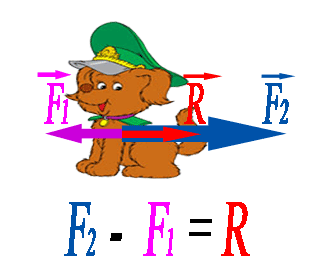 F₁ R F₂
F₂ - F₁ = R